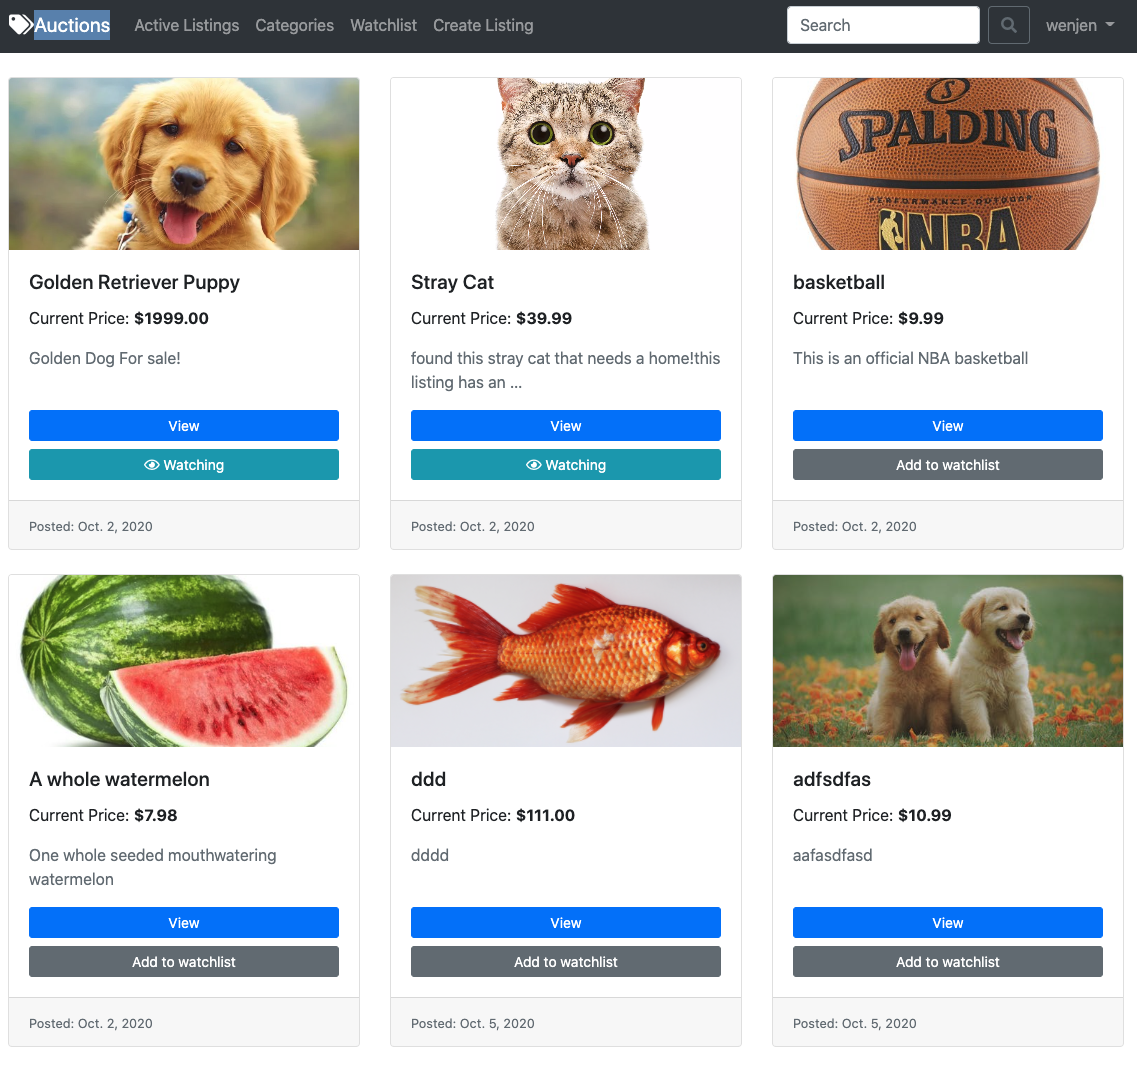 Auctions Active Listings Categories Watchlist Create Listing Search wenjen
SPALDING
PERFORMANCE OUTDOOR
NBA
Golden Retriever Puppy
Current Price: $1999.00
Golden Dog For sale!
View
Watching
Posted: Oct. 2, 2020
Stray Cat
Current Price: $39.99
found this stray cat that needs a home!this
listing has an ...
View
Watching
Posted: Oct. 2, 2020
basketball
Current Price: $9.99
This is an official NBA basketball
View
Add to watchlist
Posted: Oct. 2, 2020
A whole watermelon
Current Price: $7.98
One whole seeded mouthwatering
watermelon
View
Add to watchlist
Posted: Oct. 2, 2020
ddd
Current Price: $111.00
dddd
View
Add to watchlist
Posted: Oct. 5, 2020
adfsdfas
Current Price: $10.99
aafasdfasd
View
Add to watchlist
Posted: Oct. 5, 2020